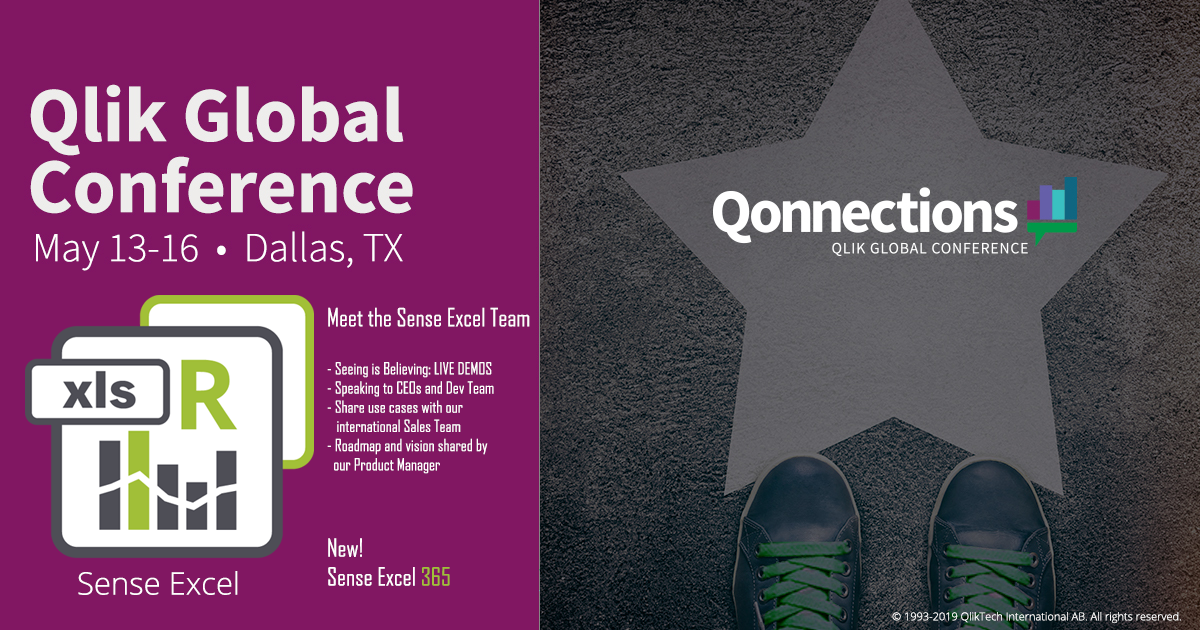 Qlik Global
Conference
May 13-16 • Dallas, TX
xls
R
Sense Excel
Meet the Sense Excel Team
- Seeing is Believing: LIVE DEMOS
- Speaking to CEOs and Dev Team
- Share use cases with our
international Sales Team
- Roadmap and vision shared by
our Product Manager
New!
Sense Excel 365
Qonnections
QLIK GLOBAL CONFERENCE
© 1993-2019 QlikTech International AB. All rights reserved.